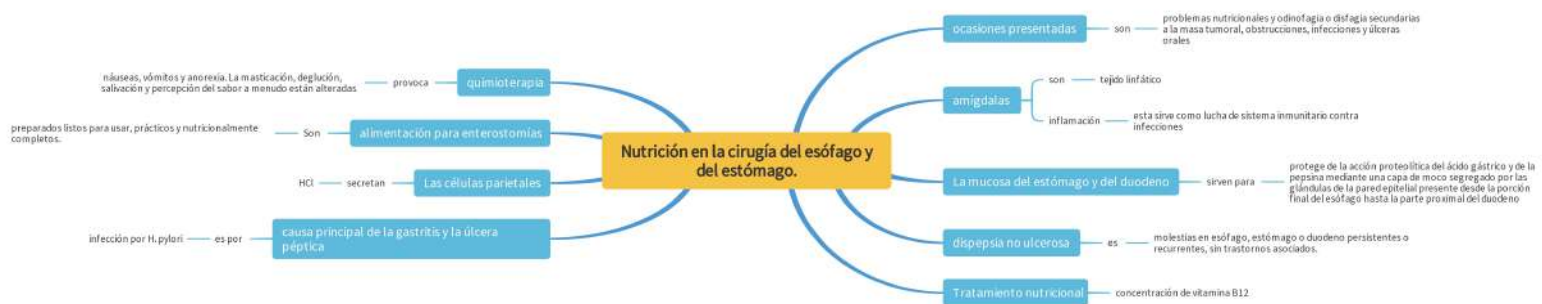 Nutrición en la cirugía del esófago y
del estómago.
quimioterapia
provoca
náuseas, vómitos y anorexia. La masticación, deglución,
salivación y percepción del sabor a menudo están alteradas
alimentación para enterostomías
Son
preparados listos para usar, prácticos y nutricionalmente
completos.
Las células parietales
secretan
HCl
causa principal de la gastritis y la úlcera
péptica
es por
infección por H. pylori
ocasiones presentadas
son
problemas nutricionales y odinofagia o disfagia secundarias
a la masa tumoral, obstrucciones, infecciones y úlceras
orales
amígdalas
son
tejido linfático
inflamación
esta sirve como lucha de sistema inmunitario contra
infecciones
La mucosa del estómago y del duodeno
sirven para
protege de la acción proteolítica del ácido gástrico y de la
pepsina mediante una capa de moco segregado por las
glándulas de la pared epitelial presente desde la porción
final del esófago hasta la parte proximal del duodeno
dispepsia no ulcerosa
es
molestias en esófago, estómago o duodeno persistentes o
recurrentes, sin trastornos asociados.
Tratamiento nutricional
concentración de vitamina B12